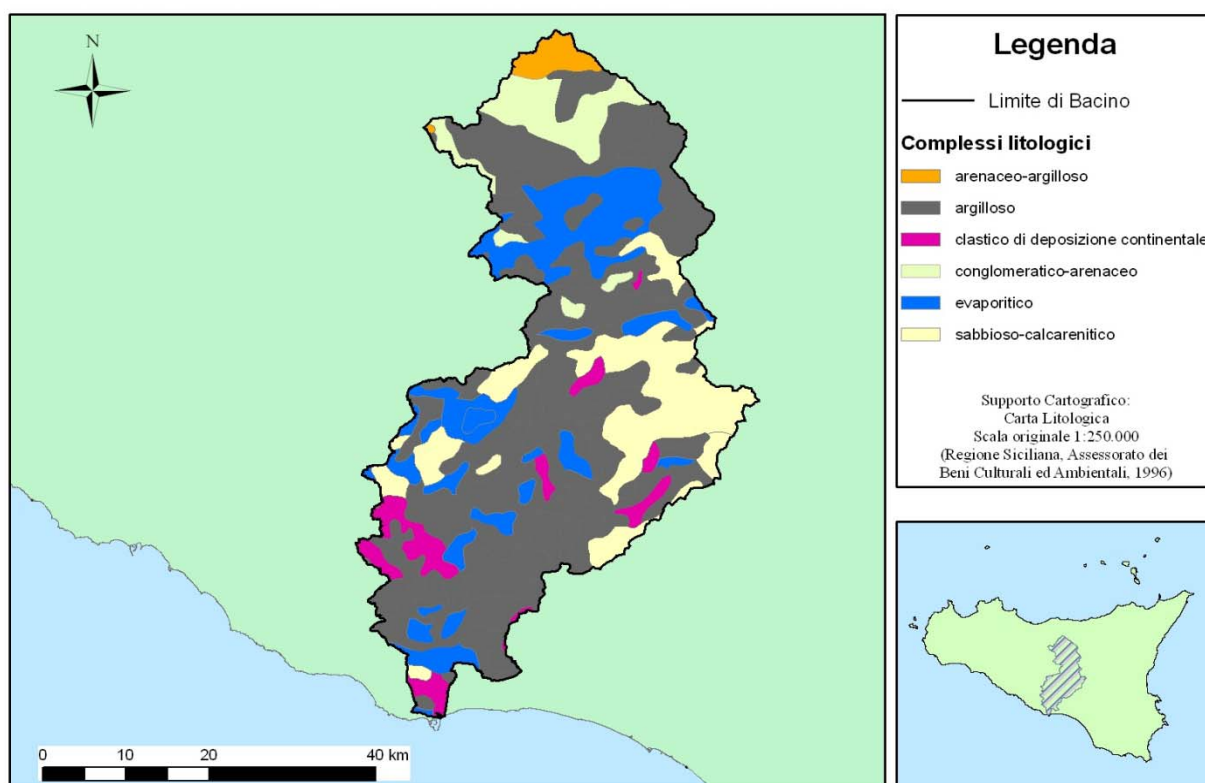 N
0 10 20 40 km
Legenda
Limite di Bacino
Complessi litologici
arenaceo-argilloso
argilloso
clastico di deposizione continentale
conglomeratico-arenaceo
evaporitico
sabbioso-calcarenitico
Supporto Cartografico:
Carta Litologica
Scala originale 1:250.000
(Regione Siciliana, Assessorato dei
Beni Culturali ed Ambientali, 1996)